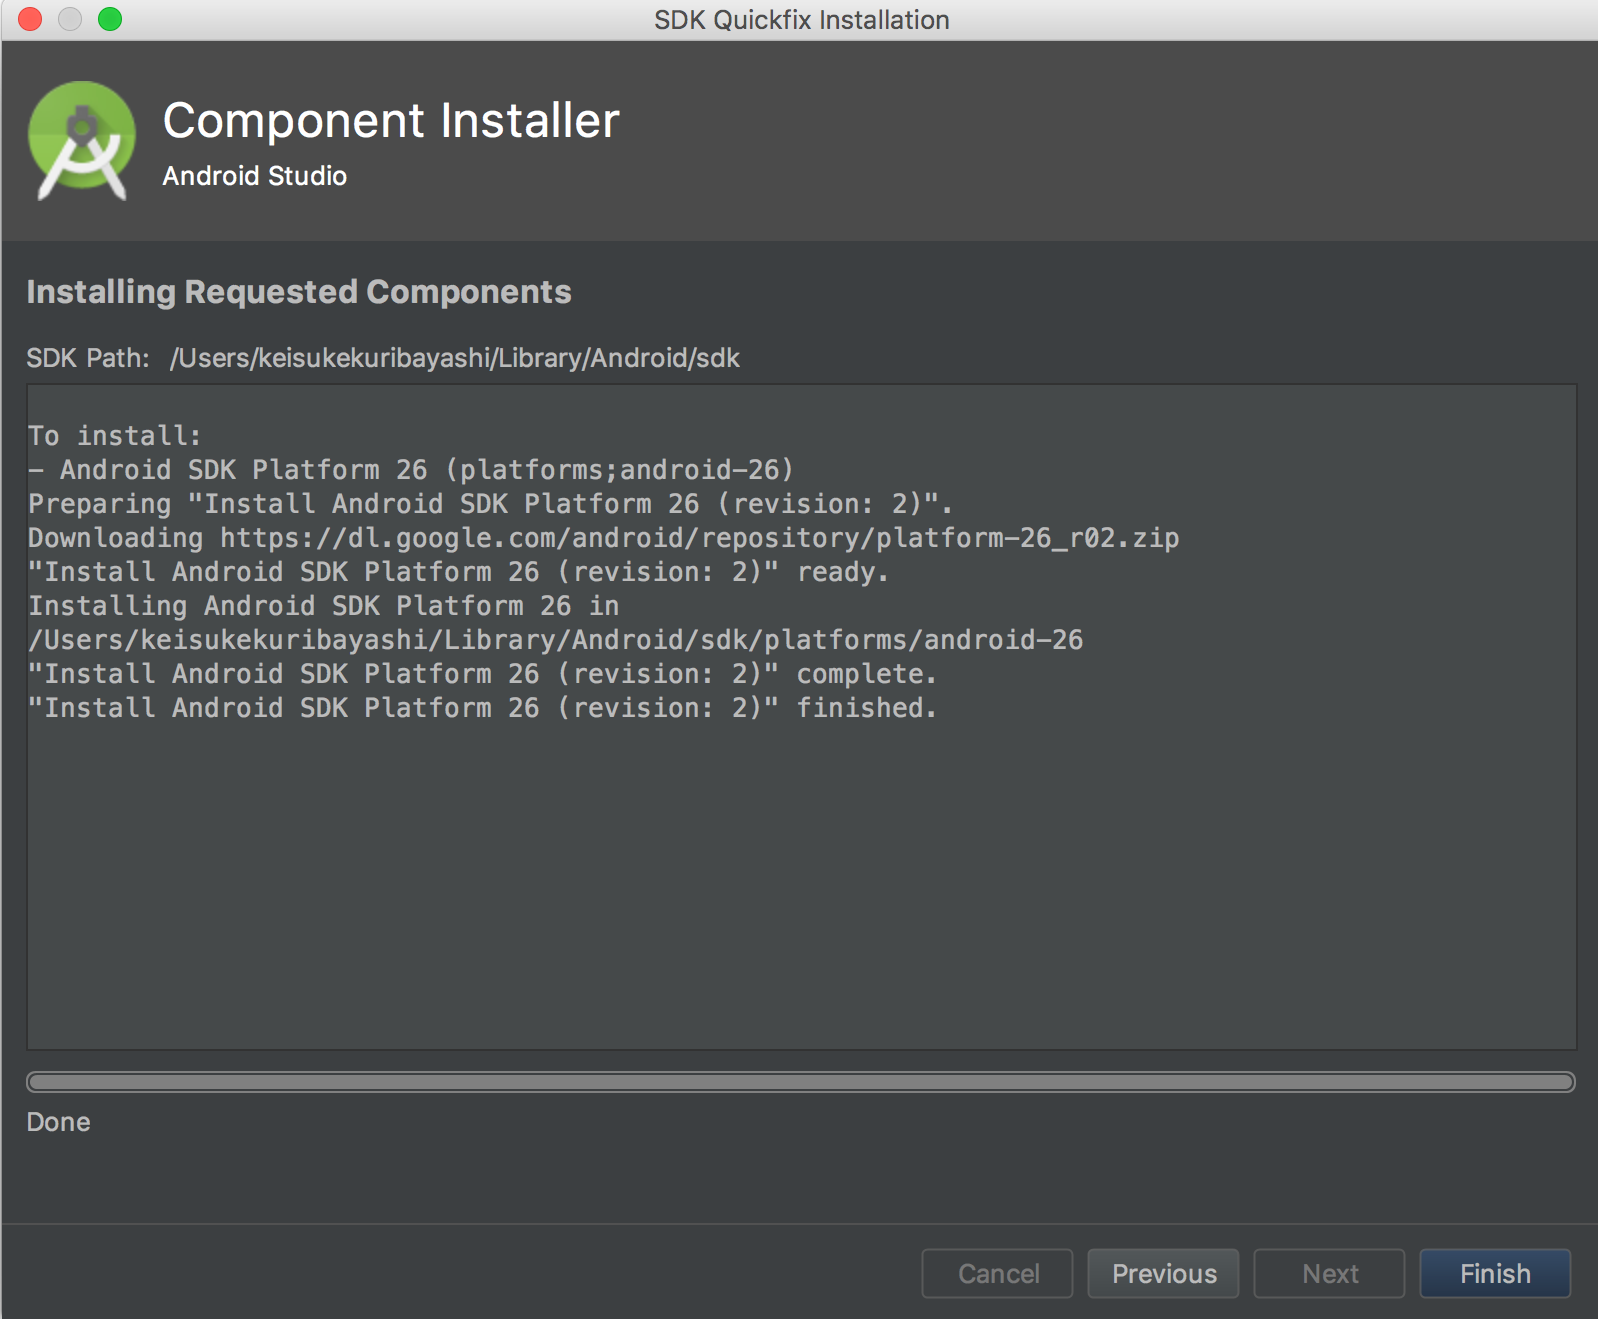 SDK Quickfix Installation
Component Installer
Android Studio
Installing Requested Components
SDK Path: /Users/keisukekuribayashi/Library/Android/sdk
To install:
- Android SDK Platform 26 (platforms;android-26)
Preparing "Install Android SDK Platform 26 (revision: 2)".
Downloading https://dl.google.com/android/repository/platform-26_r02.zip
"Install Android SDK Platform 26 (revision: 2)" ready.
Installing Android SDK Platform 26 in
/Users/keisukekuribayashi/Library/Android/sdk/platforms/android-26
"Install Android SDK Platform 26 (revision: 2)" complete.
"Install Android SDK Platform 26 (revision: 2)" finished.
Done
Cancel Previous Next Finish